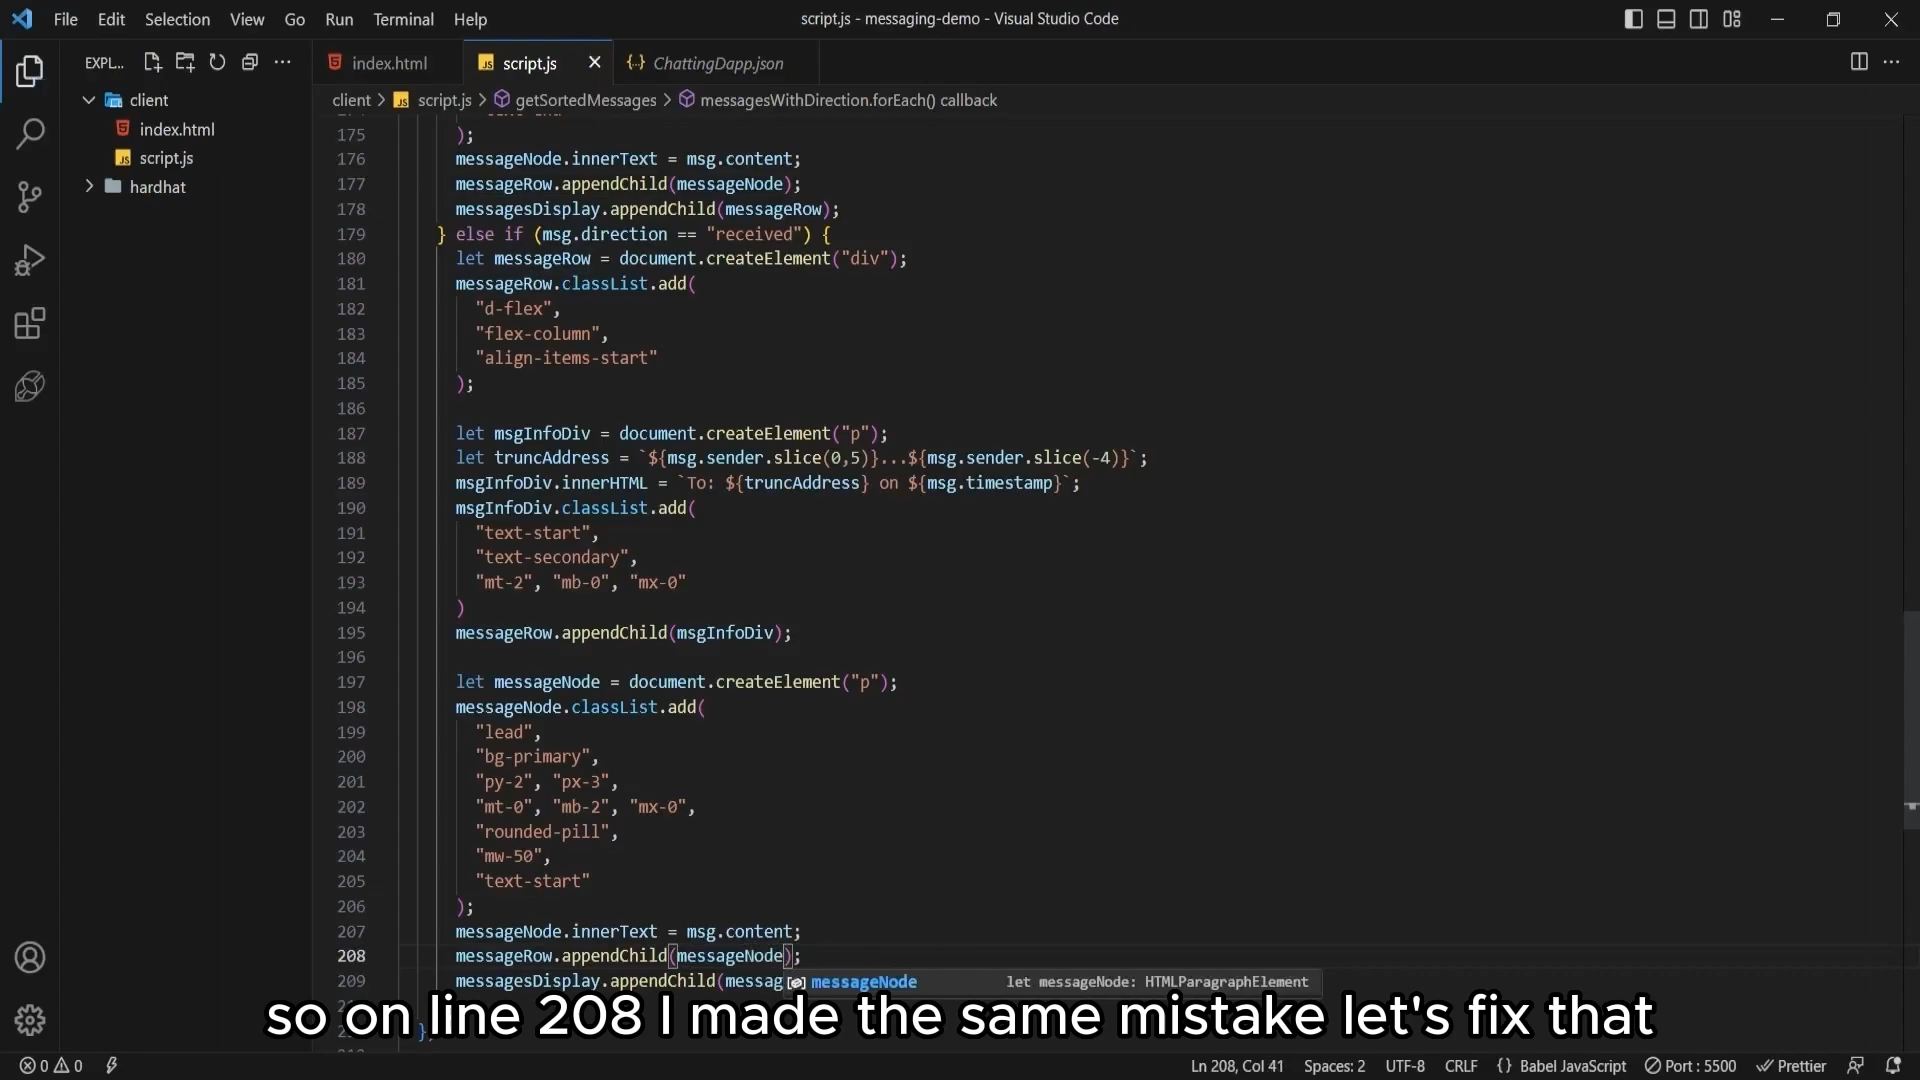 File Edit Selection View Go Run Terminal Help
script.js - messaging-demo - Visual Studio Code
EXPL...
index.html
script.js
ChattingDapp.json
client
index.html
script.js
hardhat
client > script.js > getSortedMessages > messagesWithDirection.forEach() callback
175 );
176 messageNode.innerText = msg.content;
177 messageRow.appendChild(messageNode);
178 messagesDisplay.appendChild(messageRow);
179 } else if (msg.direction == "received") {
180 let messageRow = document.createElement("div");
181 messageRow.classList.add(
182 "d-flex",
183 "flex-column",
184 "align-items-start"
185 );
186
187 let msgInfoDiv = document.createElement("p");
188 let truncAddress = `${msg.sender.slice(0,5)}...${msg.sender.slice(-4)}`;
189 msgInfoDiv.innerHTML = `To: ${truncAddress} on ${msg.timestamp}`;
190 msgInfoDiv.classList.add(
191 "text-start",
192 "text-secondary",
193 "mt-2", "mb-0", "mx-0"
194 )
195 messageRow.appendChild(msgInfoDiv);
196
197 let messageNode = document.createElement("p");
198 messageNode.classList.add(
199 "lead",
200 "bg-primary",
201 "py-2", "px-3",
202 "mt-0", "mb-2", "mx-0",
203 "rounded-pill",
204 "mw-50",
205 "text-start"
206 );
207 messageNode.innerText = msg.content;
208 messageRow.appendChild(messageNode);
209 messagesDisplay.appendChild(messag
messageNode let messageNode: HTMLParagraphElement
so on line 208 I made the same mistake let's fix that
0 0
Ln 208, Col 41 Spaces: 2 UTF-8 CRLF {} Babel JavaScript Port : 5500 Prettier